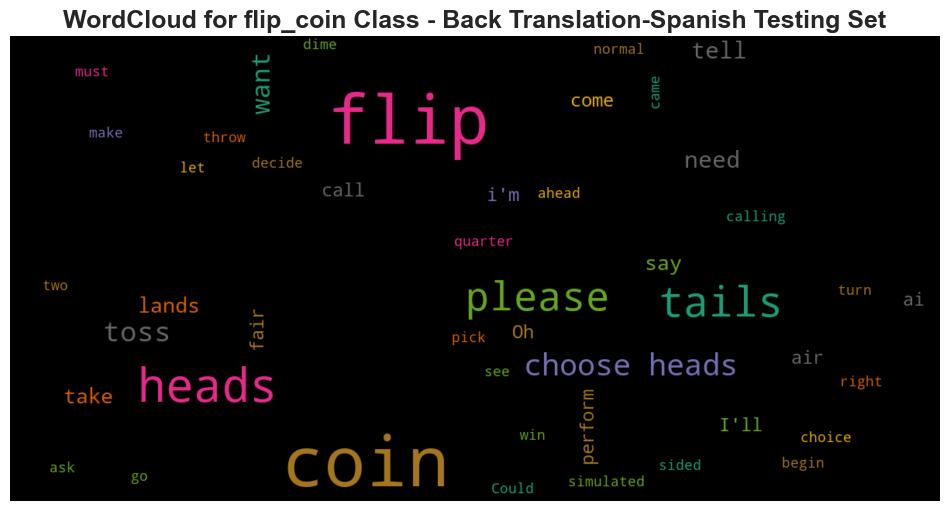 WordCloud for flip_coin Class - Back Translation-Spanish Testing Set
dime
normal
tell
must
want
flip
come
came
make
throw
let
decide
need
call
i'm
ahead
calling
quarter
say
two
please
tails
turn
ai
lands
toss
fair
pick
Oh
choose heads
air
see
right
heads
take
perform
I'll
win
choice
coin
ask
go
sided
begin
Could
simulated